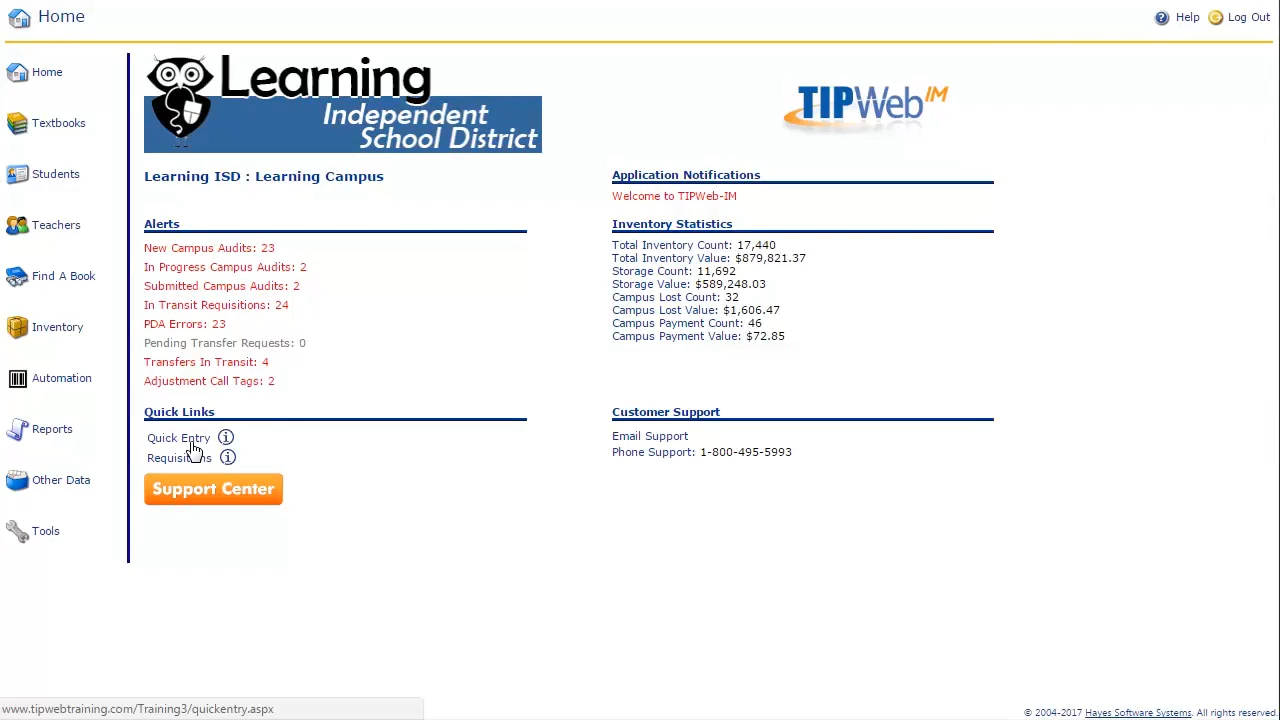 Home
Help
Log Out
Home
Textbooks
Students
Teachers
Find A Book
Inventory
Automation
Reports
Other Data
Tools
Learning
Independent
School District
TIPWeb IM
Learning ISD : Learning Campus
Alerts
New Campus Audits: 23
In Progress Campus Audits: 2
Submitted Campus Audits: 2
In Transit Requisitions: 24
PDA Errors: 23
Pending Transfer Requests: 0
Transfers In Transit: 4
Adjustment Call Tags: 2
Quick Links
Quick Entry
Requisitions
Support Center
Application Notifications
Welcome to TIPWeb-IM
Inventory Statistics
Total Inventory Count: 17,440
Total Inventory Value: $879,821.37
Storage Count: 11,692
Storage Value: $589,248.03
Campus Lost Count: 32
Campus Lost Value: $1,606.47
Campus Payment Count: 46
Campus Payment Value: $72.85
Customer Support
Email Support
Phone Support: 1-800-495-5993
www.tipwebtraining.com/Training3/quickentry.aspx
© 2004-2017 Hayes Software Systems. All rights reserved.